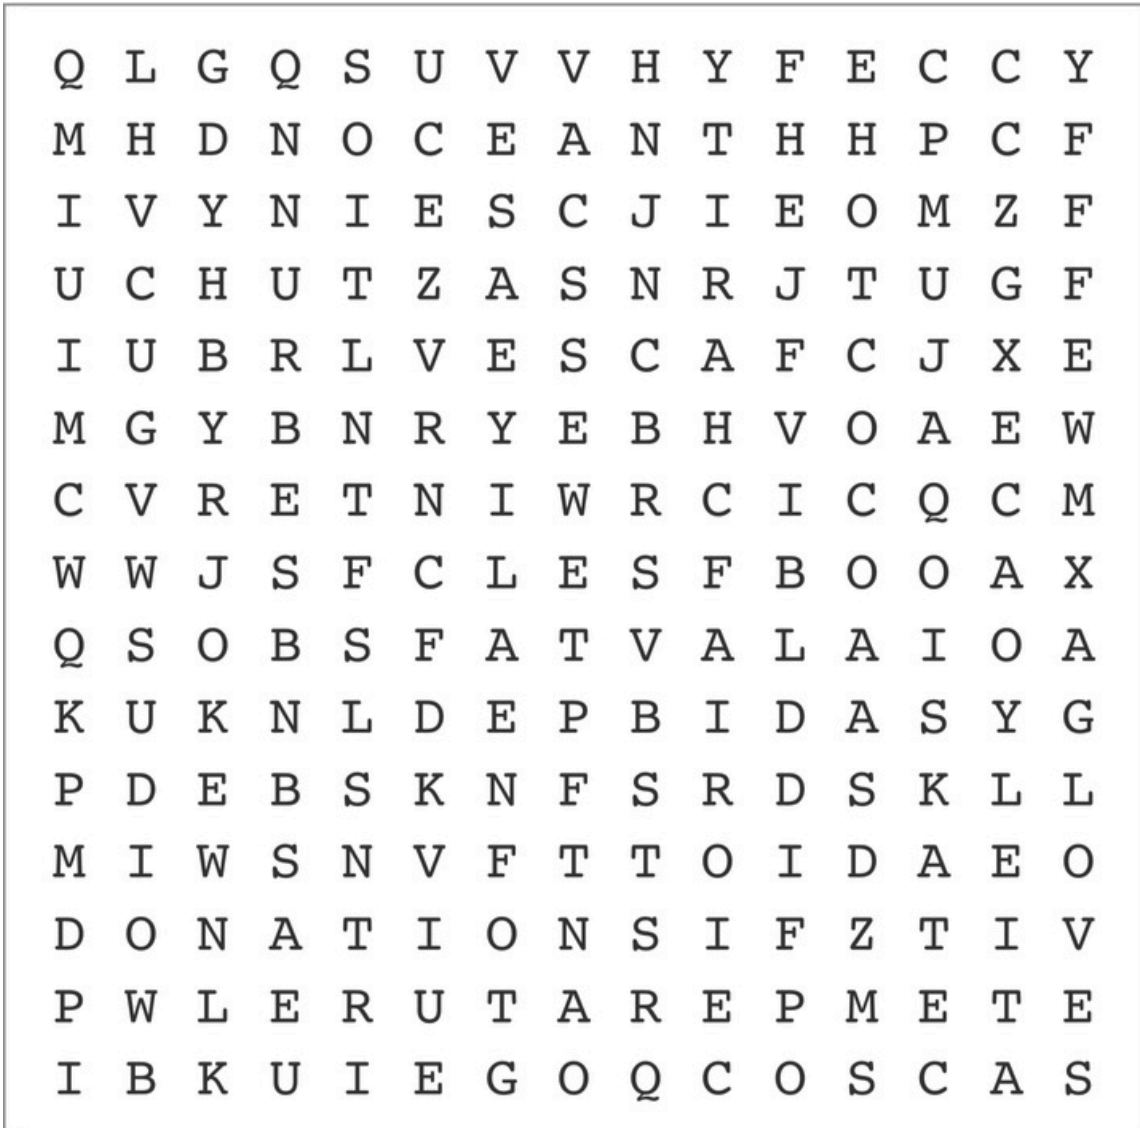 Q L G Q S U V V H Y F E C C Y
M H D N O C E A N T H H P C F
I V Y N I E S C J I E O M Z F
U C H U T Z A S N R J T U G F
I U B R L V E S C A F C J X E
M G Y B N R Y E B H V O A E W
C V R E T N I W R C I C Q C M
W W J S F C L E S F B O O A X
Q S O B S F A T V A L A I O A
K U K N L D E P B I D A S Y G
P D E B S K N F S R D S K L L
M I W S N V F T T O I D A E O
D O N A T I O N S I F Z T I V
P W L E R U T A R E P M E T E
I B K U I E G O Q C O S C A S